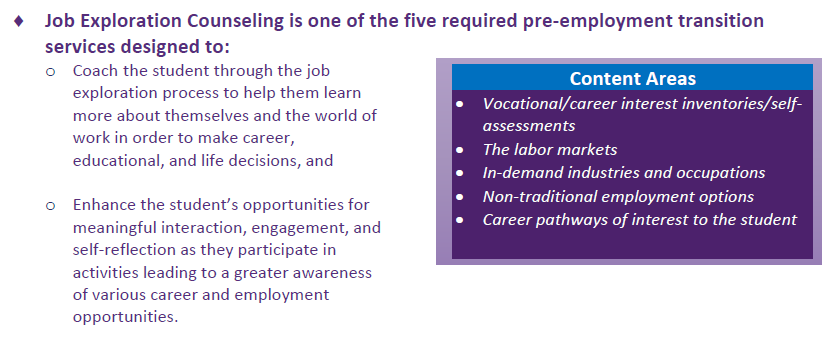 ♦ Job Exploration Counseling is one of the five required pre-employment transition
services designed to:
o Coach the student through the job
exploration process to help them learn
more about themselves and the world of
work in order to make career,
educational, and life decisions, and
o Enhance the student’s opportunities for
meaningful interaction, engagement, and
self-reflection as they participate in
activities leading to a greater awareness
of various career and employment
opportunities.
Content Areas
• Vocational/career interest inventories/self-
assessments
• The labor markets
• In-demand industries and occupations
• Non-traditional employment options
• Career pathways of interest to the student